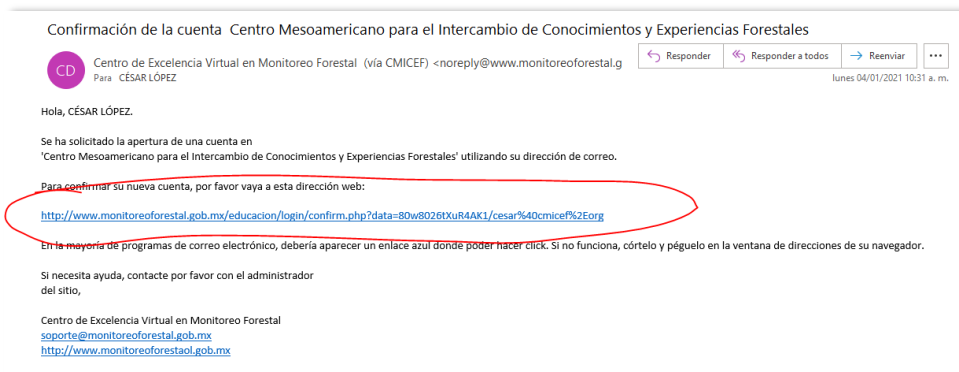 Confirmación de la cuenta Centro Mesoamericano para el Intercambio de Conocimientos y Experiencias Forestales
CD
Centro de Excelencia Virtual en Monitoreo Forestal (vía CMICEF) <noreply@www.monitoreoforestal.g
Responder
Responder a todos
Reenviar
Para CÉSAR LÓPEZ
lunes 04/01/2021 10:31 a. m.
Hola, CÉSAR LÓPEZ.
Se ha solicitado la apertura de una cuenta en
'Centro Mesoamericano para el Intercambio de Conocimientos y Experiencias Forestales' utilizando su dirección de correo.
Para confirmar su nueva cuenta, por favor vaya a esta dirección web:
http://www.monitoreoforestal.gob.mx/educacion/login/confirm.php?data=80w8026tXuR4AK1/cesar%40cmicef%2Eorg
En la mayoría de programas de correo electrónico, debería aparecer un enlace azul donde poder hacer click. Si no funciona, córtelo y péguelo en la ventana de direcciones de su navegador.
Si necesita ayuda, contacte por favor con el administrador
del sitio,
Centro de Excelencia Virtual en Monitoreo Forestal
soporte@monitoreoforestal.gob.mx
http://www.monitoreoforestaol.gob.mx